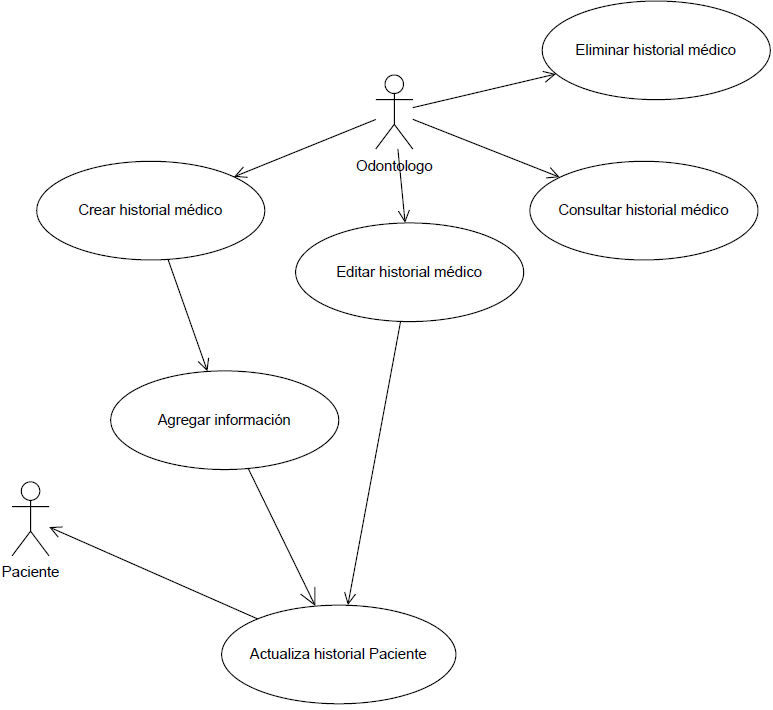 Eliminar historial médico
Odontologo
Crear historial médico
Consultar historial médico
Editar historial médico
Agregar información
Paciente
Actualiza historial Paciente